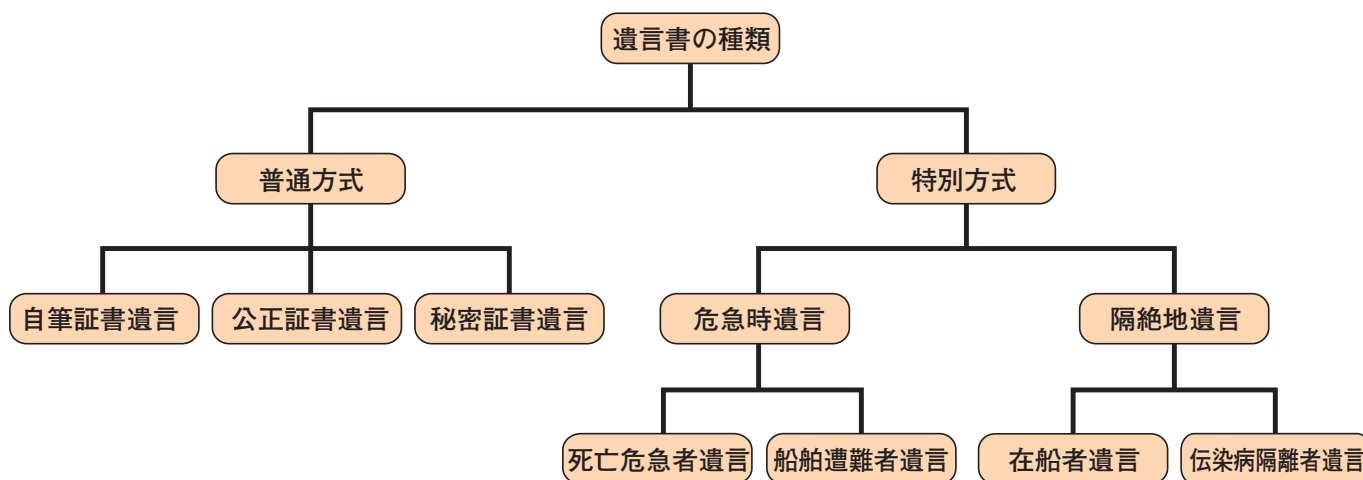 遺言書の種類
普通方式
特別方式
自筆証書遺言
公正証書遺言
秘密証書遺言
危急時遺言
隔絶地遺言
死亡危急者遺言
船舶遭難者遺言
在船者遺言
伝染病隔離者遺言